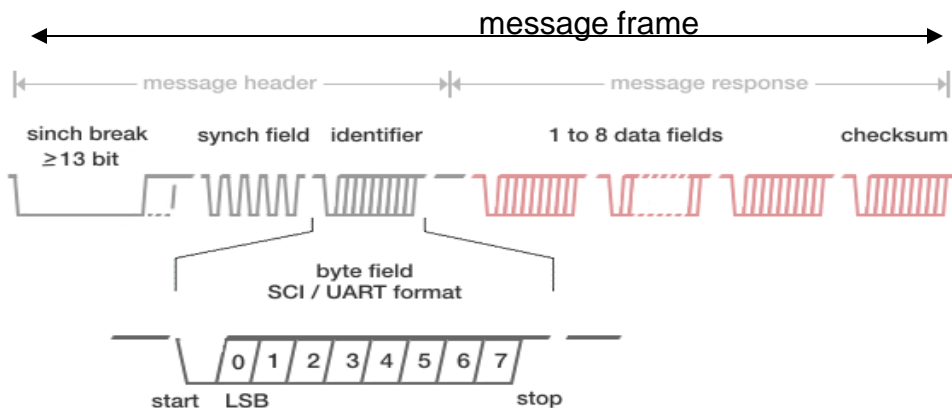 message frame
message header message response
sinch break synch field identifier 1 to 8 data fields checksum
≥13 bit
byte field
SCI / UART format
0 1 2 3 4 5 6 7
start LSB stop